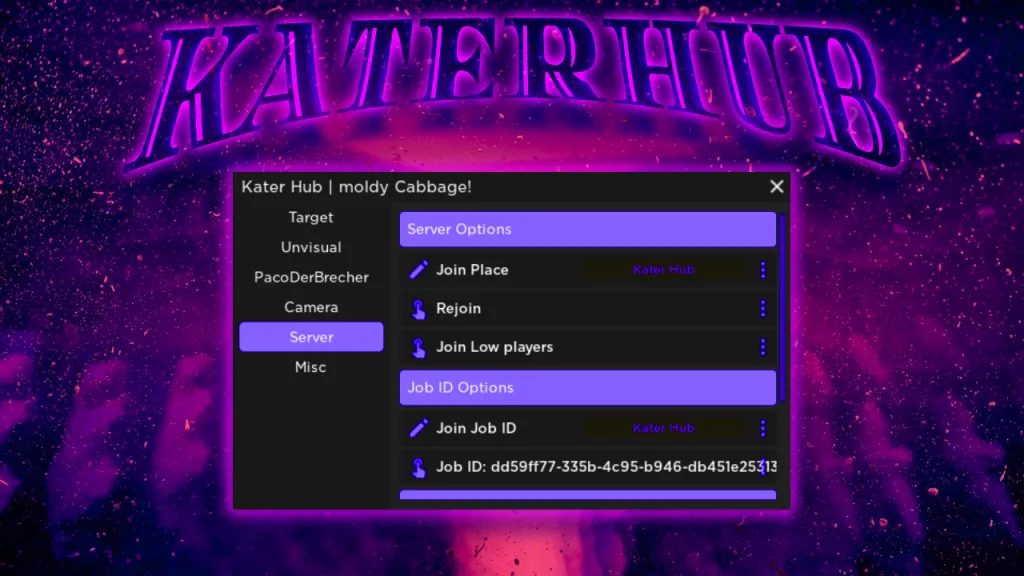 KATERHUB
Kater Hub | moldy Cabbage!
Target
Unvisual
PacoDerBrecher
Camera
Server
Misc
Server Options
Join Place Kater Hub
Rejoin
Join Low players
Job ID Options
Join Job ID Kater Hub
Job ID: dd59ff77-335b-4c95-b946-db451e25313